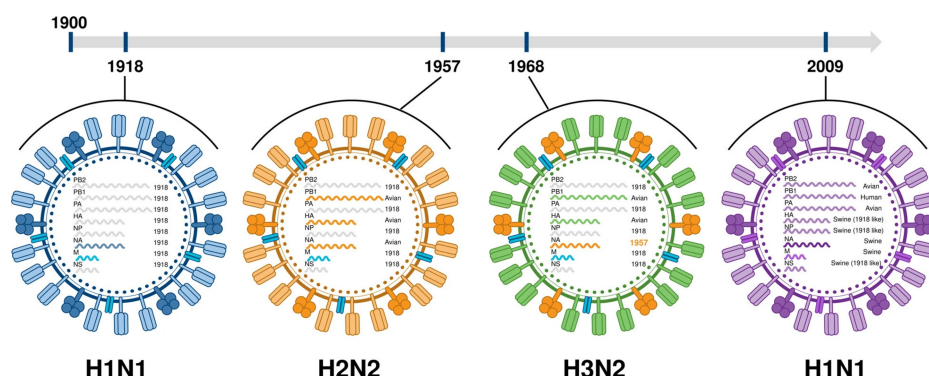 1900
1918
1957
1968
2009
PB2
1918
PB1
1918
PA
1918
HA
1918
NP
1918
NA
1918
M
1918
NS
1918
H1N1
PB2
1918
PB1
Avian
PA
1918
HA
Avian
NP
1918
NA
Avian
M
1918
NS
1918
H2N2
PB2
1918
PB1
Avian
PA
1918
HA
Avian
NP
1918
NA
1957
M
1918
NS
1918
H3N2
PB2
Avian
PB1
Human
PA
Avian
HA
Swine (1918 like)
NP
Swine (1918 like)
NA
Swine
M
Swine
NS
Swine (1918 like)
H1N1